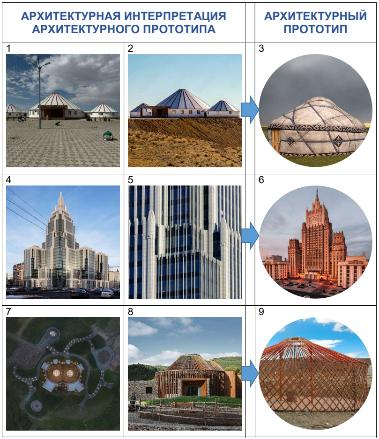 АРХИТЕКТУРНАЯ ИНТЕРПРЕТАЦИЯ
АРХИТЕКТУРНОГО ПРОТОТИПА
АРХИТЕКТУРНЫЙ
ПРОТОТИП
1 2 3
4 5 6
7 8 9